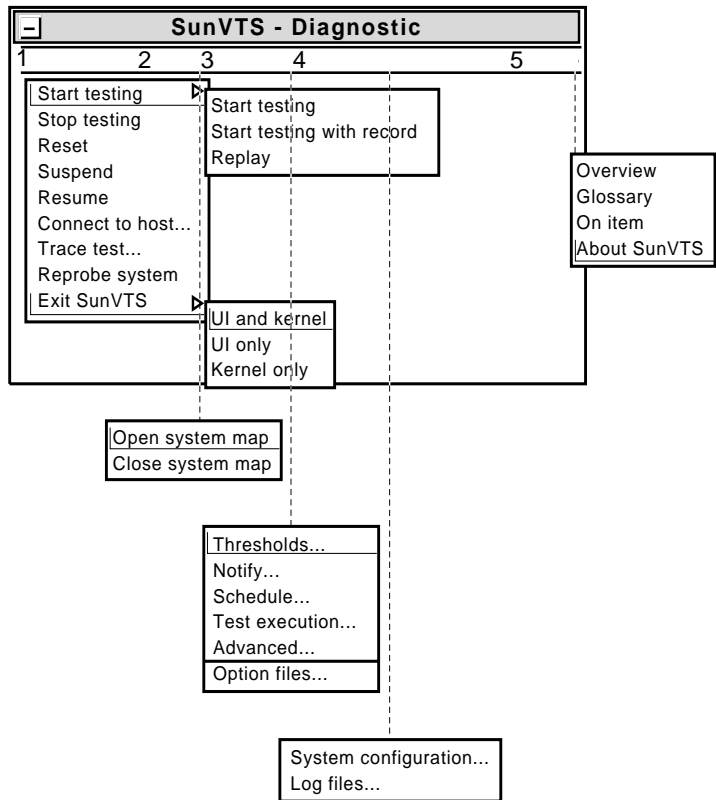 SunVTS - Diagnostic
1 2 3 4 5
Start testing
Stop testing
Reset
Suspend
Resume
Connect to host...
Trace test...
Reprobe system
Exit SunVTS
Start testing
Start testing with record
Replay
UI and kernel
UI only
Kernel only
Overview
Glossary
On item
About SunVTS
Open system map
Close system map
Thresholds...
Notify...
Schedule...
Test execution...
Advanced...
Option files...
System configuration...
Log files...